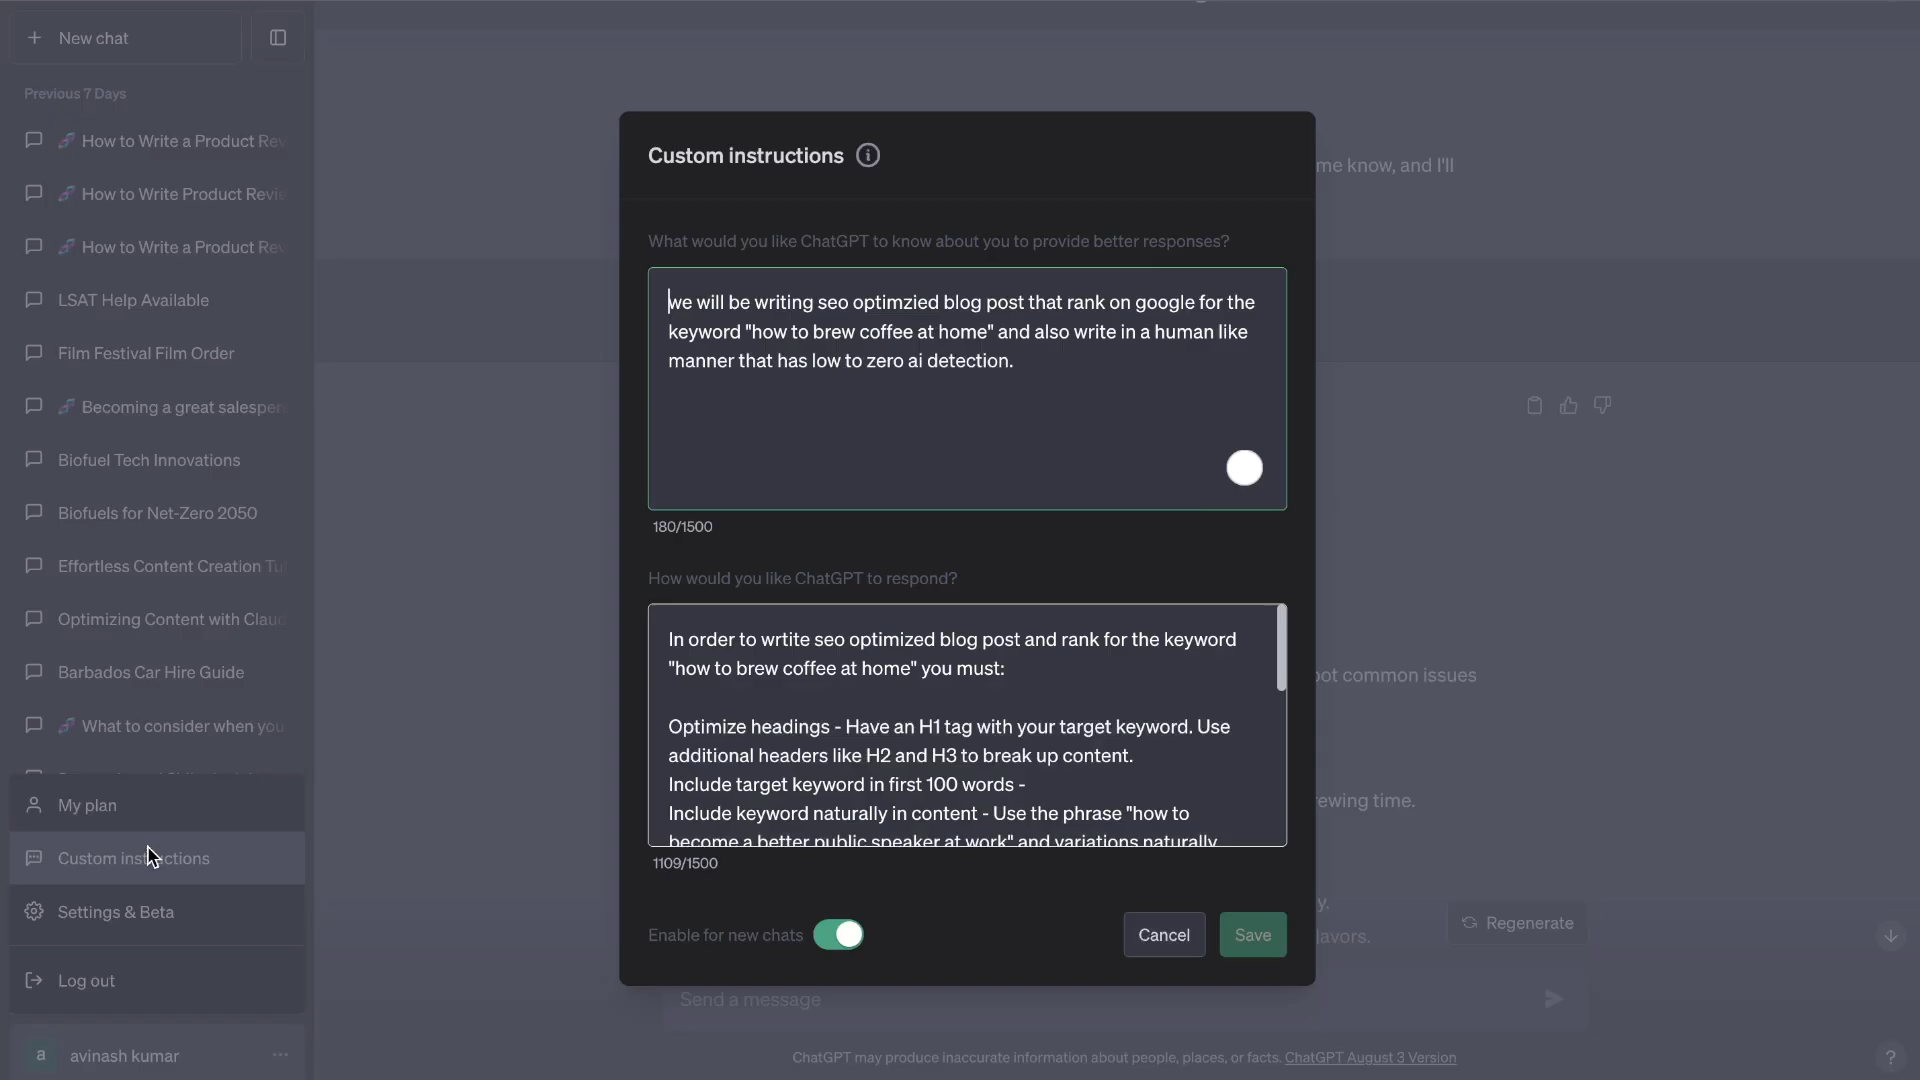 New chat
Previous 7 Days
How to Write a Product Rev
How to Write Product Revie
How to Write a Product Rev
LSAT Help Available
Film Festival Film Order
Becoming a great salespers
Biofuel Tech Innovations
Biofuels for Net-Zero 2050
Effortless Content Creation Tu
Optimizing Content with Claud
Barbados Car Hire Guide
What to consider when you
My plan
Custom instructions
Settings & Beta
Log out
a avinash kumar
Custom instructions
What would you like ChatGPT to know about you to provide better responses?
we will be writing seo optimzied blog post that rank on google for the
keyword "how to brew coffee at home" and also write in a human like
manner that has low to zero ai detection.
180/1500
How would you like ChatGPT to respond?
In order to wrtite seo optimized blog post and rank for the keyword
"how to brew coffee at home" you must:
Optimize headings - Have an H1 tag with your target keyword. Use
additional headers like H2 and H3 to break up content.
Include target keyword in first 100 words -
Include keyword naturally in content - Use the phrase "how to
become a better public speaker at work" and variations naturally
1109/1500
Enable for new chats
Cancel
Save
me know, and I'll
oot common issues
ewing time.
y.
lavors.
Regenerate
Send a message
ChatGPT may produce inaccurate information about people, places, or facts. ChatGPT August 3 Version
?